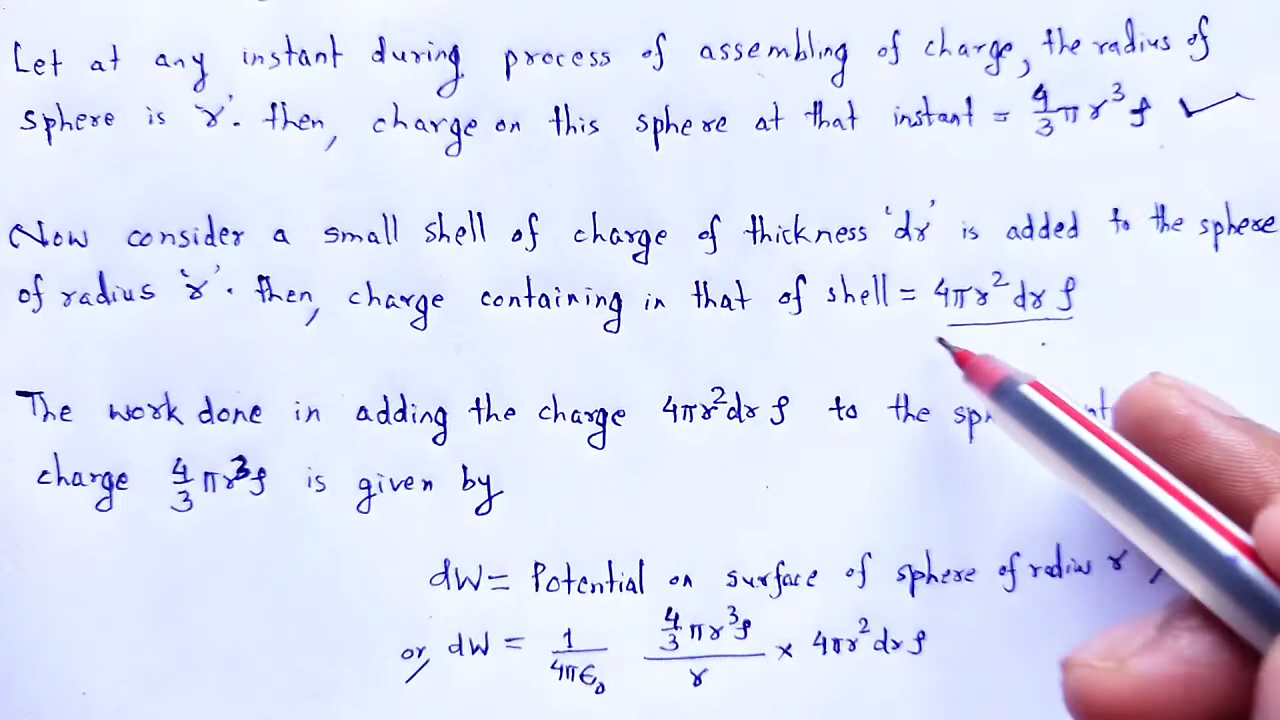 Let at any instant during process of assembling of charge, the radius of
sphere is 'r'. then, charge on this sphere at that instant = 4/3 πr³ρ ✓
Now consider a small shell of charge of thickness 'dr' is added to the sphere
of radius 'r'. then, charge containing in that of shell = 4πr²dr ρ
The work done in adding the charge 4πr²dr ρ to the
charge 4/3 πr³ρ is given by
dW = Potential on surface of sphere of radius r
or, dW = 1/4πϵ₀ (4/3 πr³ρ)/r × 4πr²dr ρ